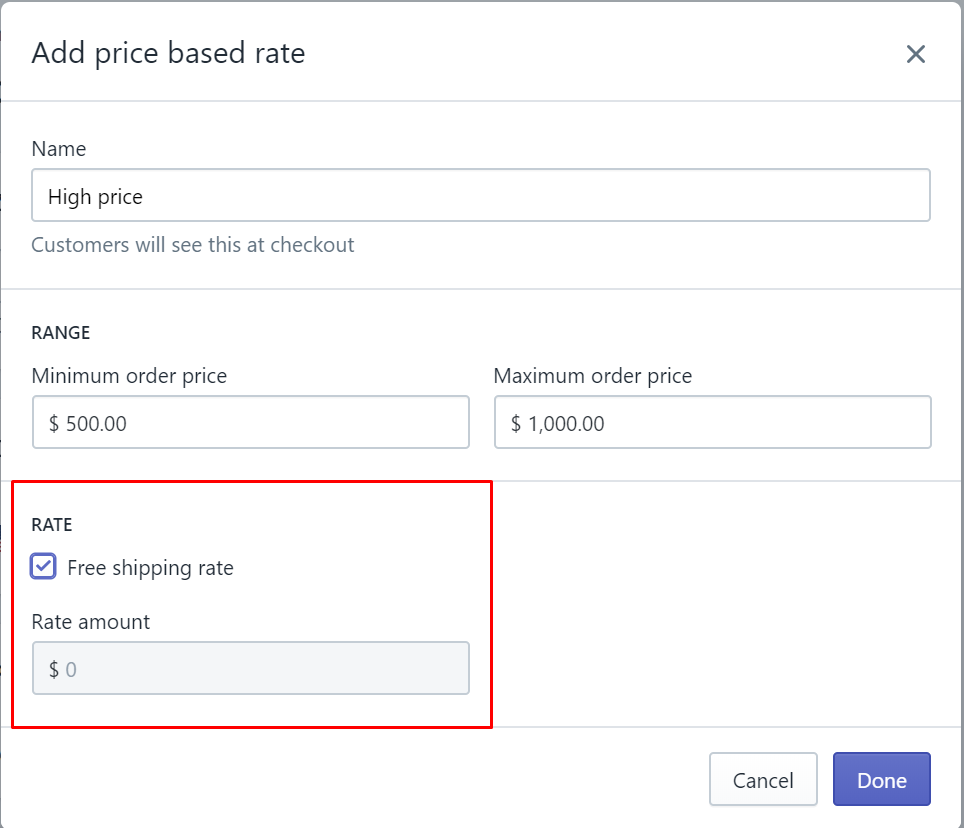 Add price based rate
Name
High price
Customers will see this at checkout
RANGE
Minimum order price
Maximum order price
$ 500.00
$ 1,000.00
RATE
Free shipping rate
Rate amount
$ 0
Cancel
Done